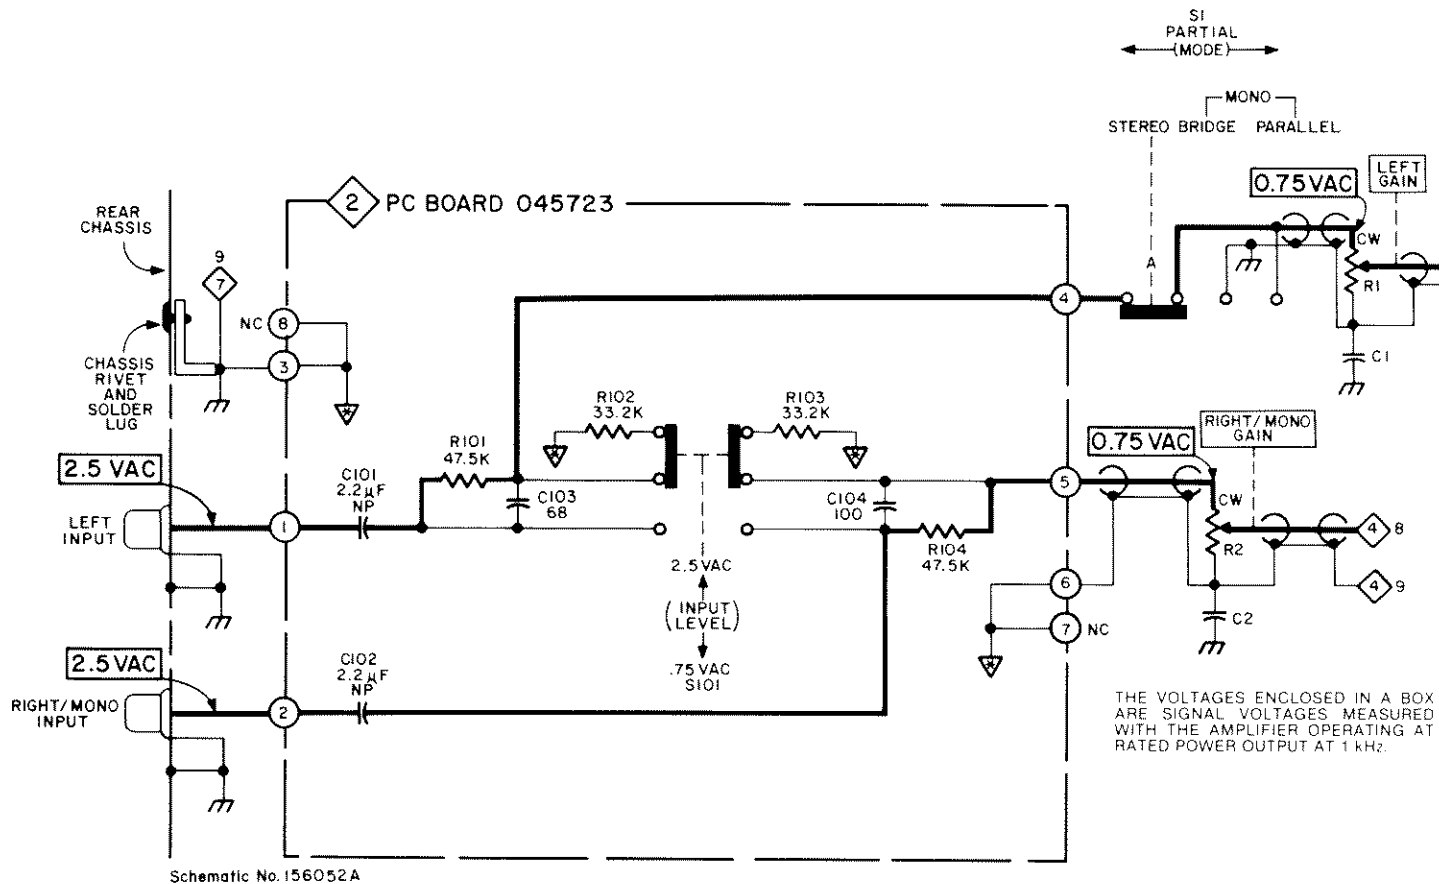 S1
PARTIAL
(MODE)
MONO
STEREO BRIDGE PARALLEL
2 PC BOARD 045723
0.75 VAC
LEFT
GAIN
REAR
CHASSIS
CW
A
R1
9
7
4
NC 8
3
C1
CHASSIS
RIVET
AND
SOLDER
LUG
R102
33.2K
R103
33.2K
RIGHT/MONO
GAIN
R101
47.5K
0.75 VAC
2.5 VAC
C101
2.2µF
NP
C103
68
C104
100
5
CW
LEFT
INPUT
1
R104
47.5K
R2
4 8
2.5 VAC
(INPUT
LEVEL)
.75 VAC
S101
6
4 9
7 NC
C2
2.5 VAC
C102
2.2µF
NP
RIGHT/MONO
INPUT
2
THE VOLTAGES ENCLOSED IN A BOX
ARE SIGNAL VOLTAGES MEASURED
WITH THE AMPLIFIER OPERATING AT
RATED POWER OUTPUT AT 1 kHz.
Schematic No. 156052A